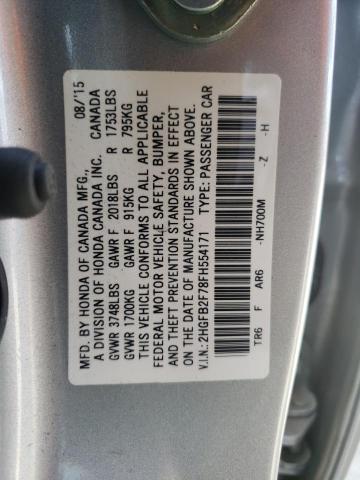 MFD. BY HONDA OF CANADA MFG., 08/'15
A DIVISION OF HONDA CANADA INC. CANADA
GVWR 3748LBS GAWR F 2018LBS R 1753LBS
GVWR 1700KG GAWR F 915KG R 795KG
THIS VEHICLE CONFORMS TO ALL APPLICABLE
FEDERAL MOTOR VEHICLE SAFETY, BUMPER,
AND THEFT PREVENTION STANDARDS IN EFFECT
ON THE DATE OF MANUFACTURE SHOWN ABOVE.
V.I.N.: 2HGFB2F78FH554171 TYPE: PASSENGER CAR
TR6 F AR6 -NH700M -Z -H